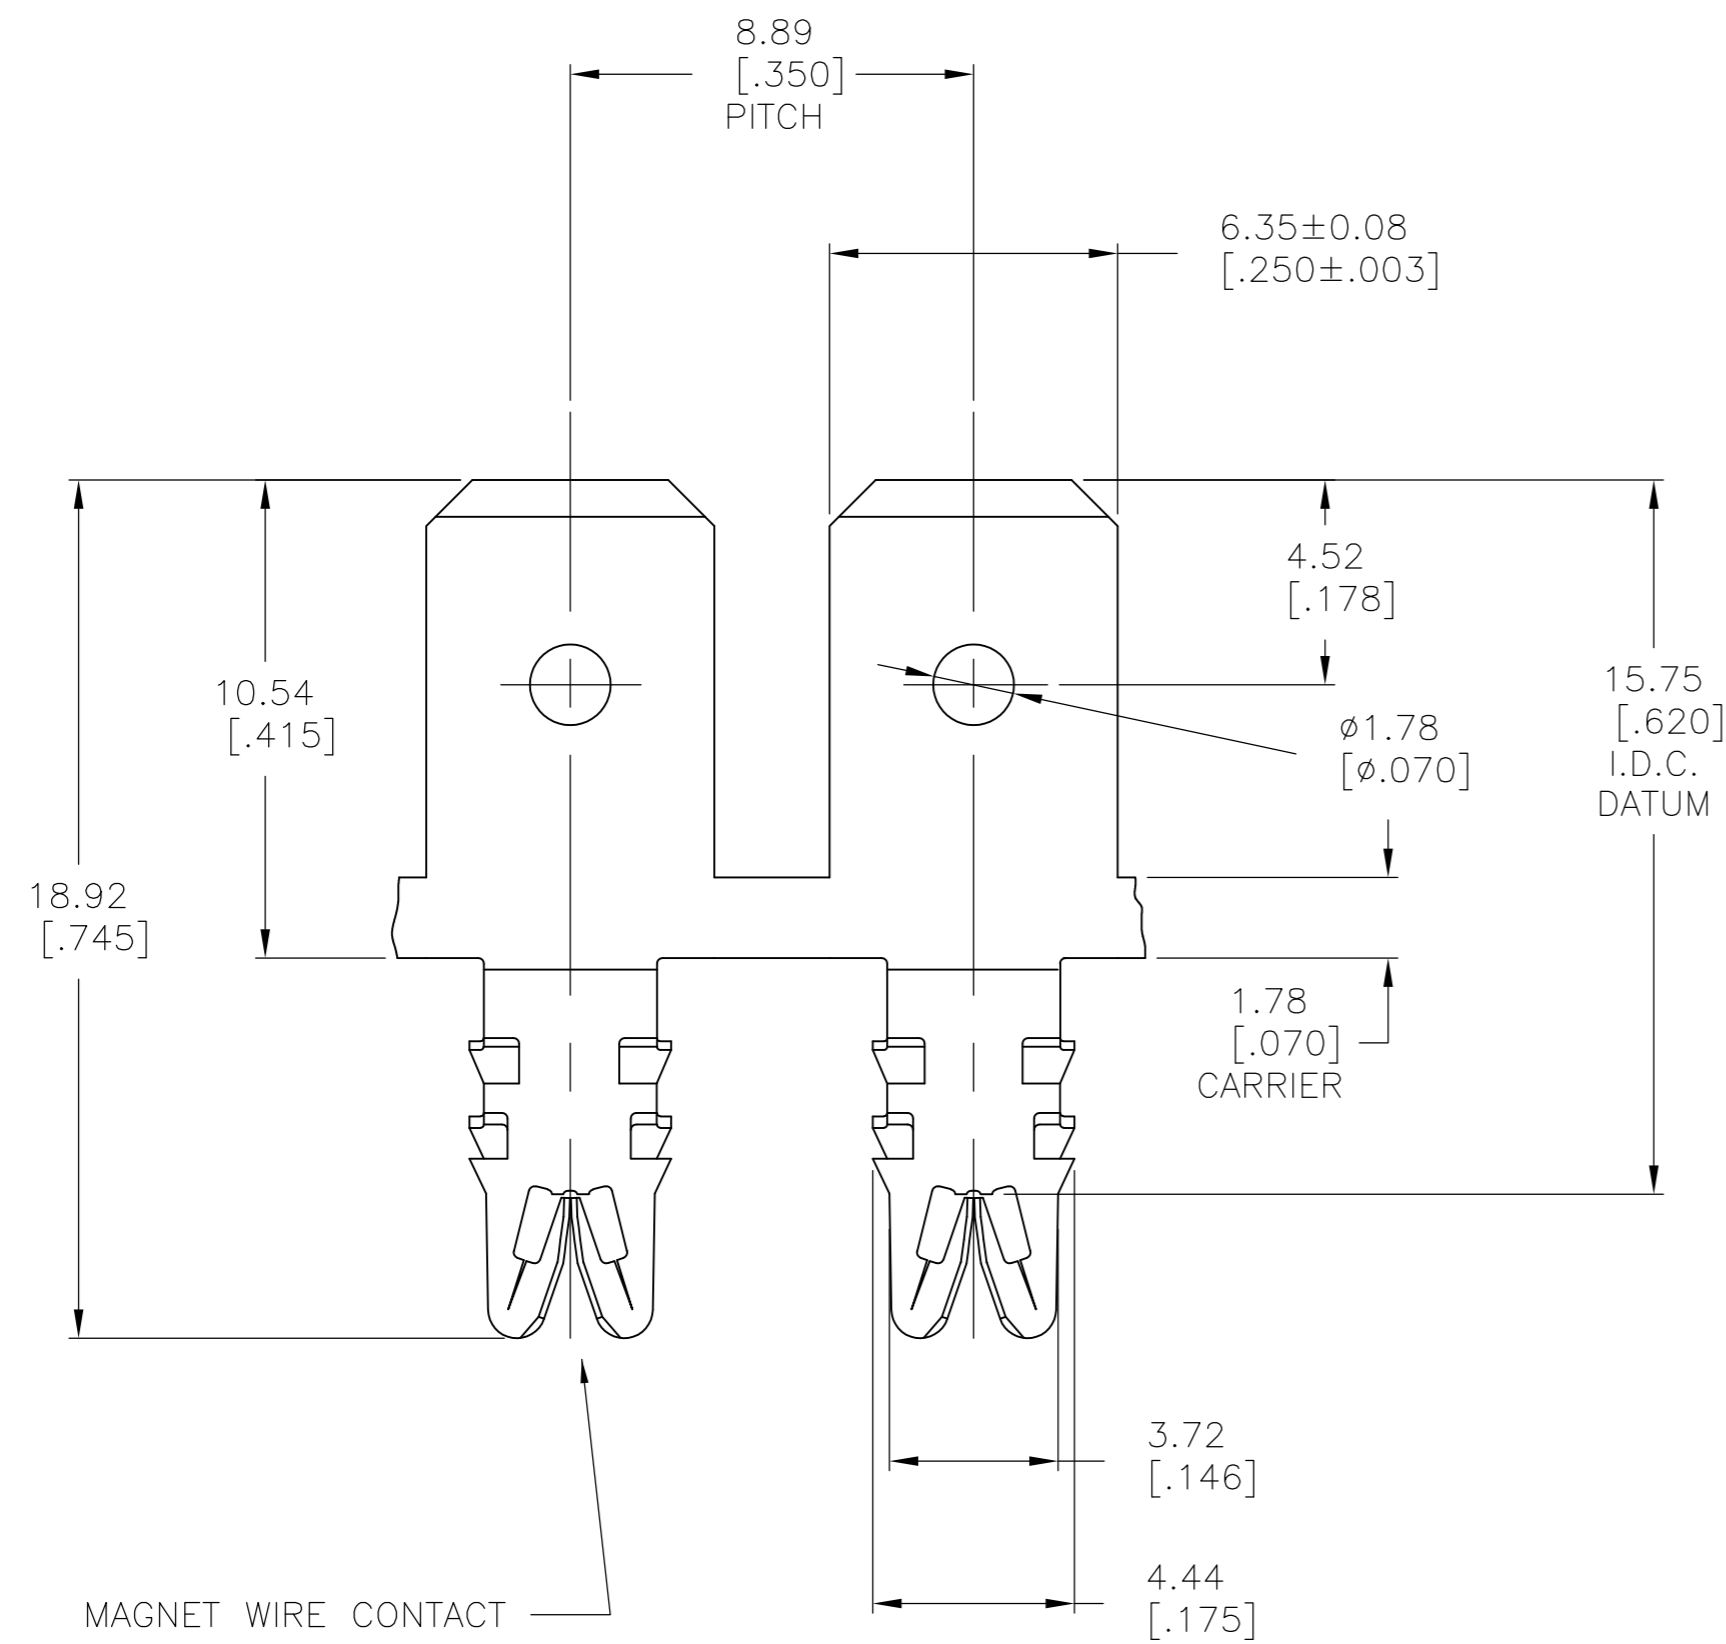 8.89
[.350]
PITCH
6.35±0.08
[.250±.003]
4.52
[.178]
10.54
[.415]
15.75
[.620]
I.D.C.
DATUM
ø1.78
[ø.070]
18.92
[.745]
1.78
[.070]
CARRIER
3.72
[.146]
4.44
[.175]
MAGNET WIRE CONTACT